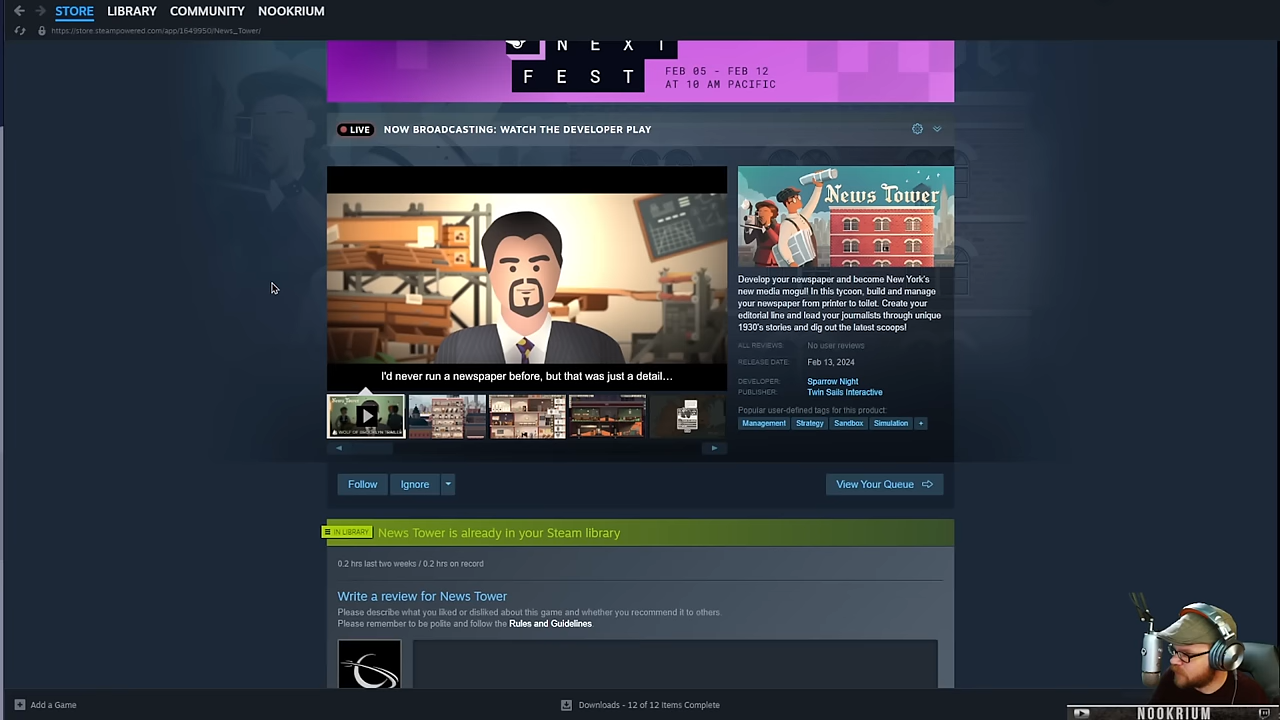 STORE LIBRARY COMMUNITY NOOKRIUM
https://store.steampowered.com/app/1649950/News_Tower/
NEXT
FEST
FEB 05 - FEB 12
AT 10 AM PACIFIC
LIVE NOW BROADCASTING: WATCH THE DEVELOPER PLAY
News Tower
I'd never run a newspaper before, but that was just a detail...
Develop your newspaper and become New York's
new media mogul! In this tycoon, build and manage
your newspaper from printer to toilet. Create your
editorial line and lead your journalists through unique
1930's stories and dig out the latest scoops!
ALL REVIEWS: No user reviews
RELEASE DATE: Feb 13, 2024
DEVELOPER: Sparrow Night
PUBLISHER: Twin Sails Interactive
Popular user-defined tags for this product:
Management Strategy Sandbox Simulation +
Follow Ignore
View Your Queue
IN LIBRARY News Tower is already in your Steam library
0.2 hrs last two weeks / 0.2 hrs on record
Write a review for News Tower
Please describe what you liked or disliked about this game and whether you recommend it to others.
Please remember to be polite and follow the Rules and Guidelines.
Add a Game
Downloads - 12 of 12 Items Complete
NOOKRIUM